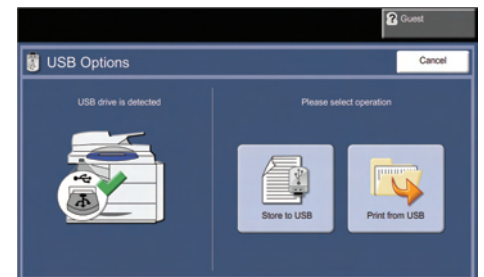 Guest
USB Options
Cancel
USB drive is detected
Please select operation
Store to USB
Print from USB